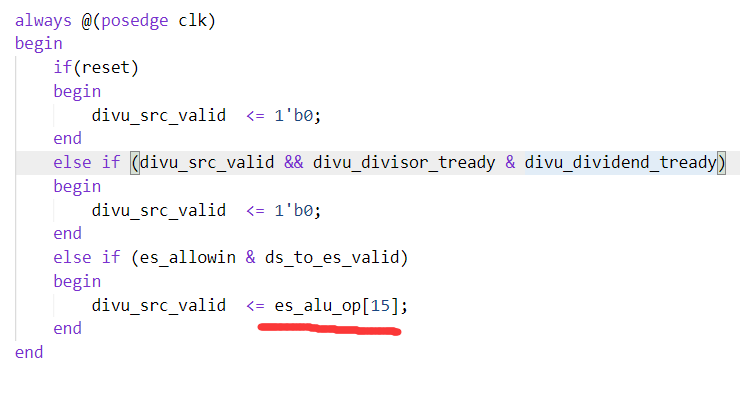 always @(posedge clk)
begin
    if(reset)
    begin
        divu_src_valid  <= 1'b0;
    end
    else if (divu_src_valid && divu_divisor_tready & divu_dividend_tready)
    begin
        divu_src_valid  <= 1'b0;
    end
    else if (es_allowin & ds_to_es_valid)
    begin
        divu_src_valid  <= es_alu_op[15];
    end
end